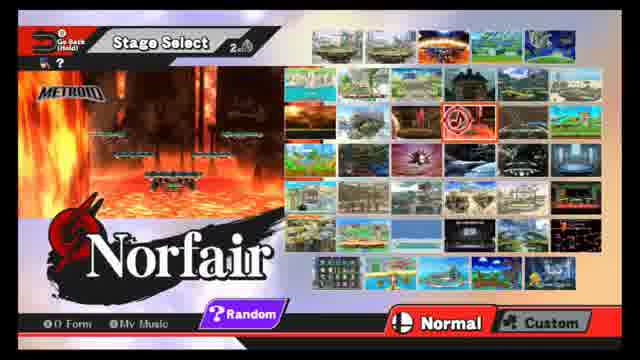 Go Back
(Hold)
Stage Select
2
?
METROID
Norfair
Ω Form
My Music
? Random
Normal
Custom